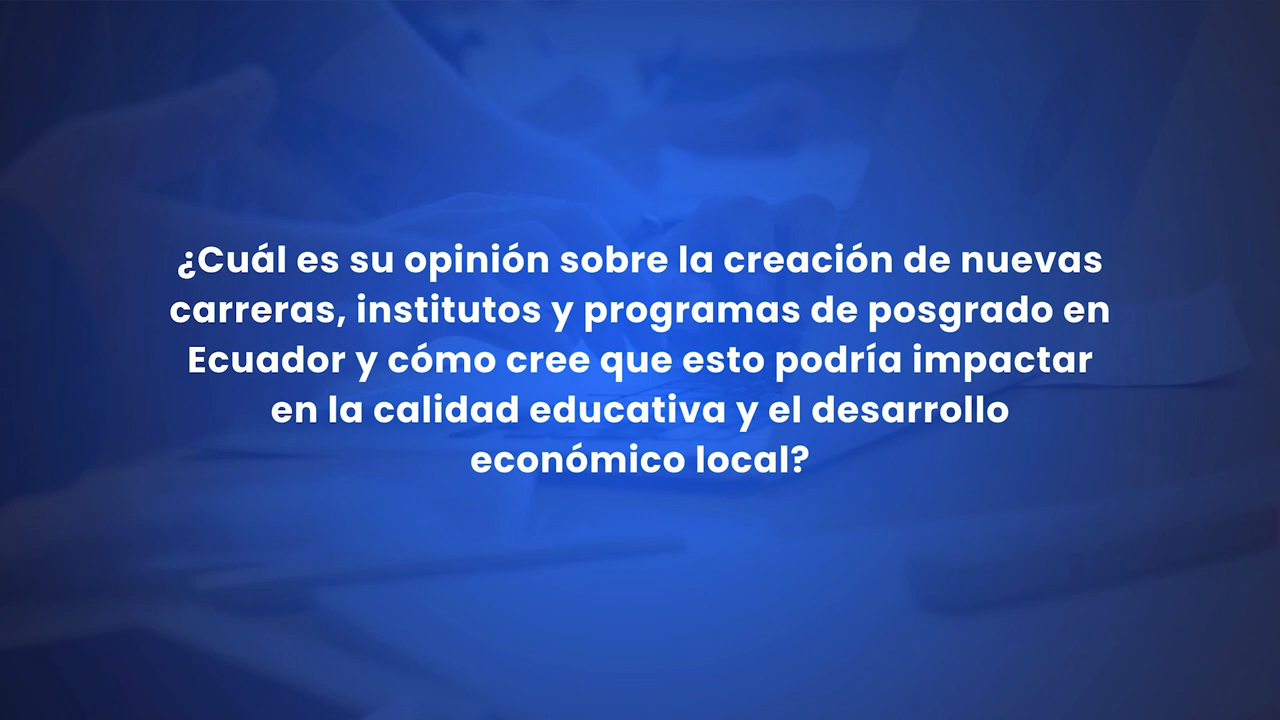 ¿Cuál es su opinión sobre la creación de nuevas
carreras, institutos y programas de posgrado en
Ecuador y cómo cree que esto podría impactar
en la calidad educativa y el desarrollo
económico local?